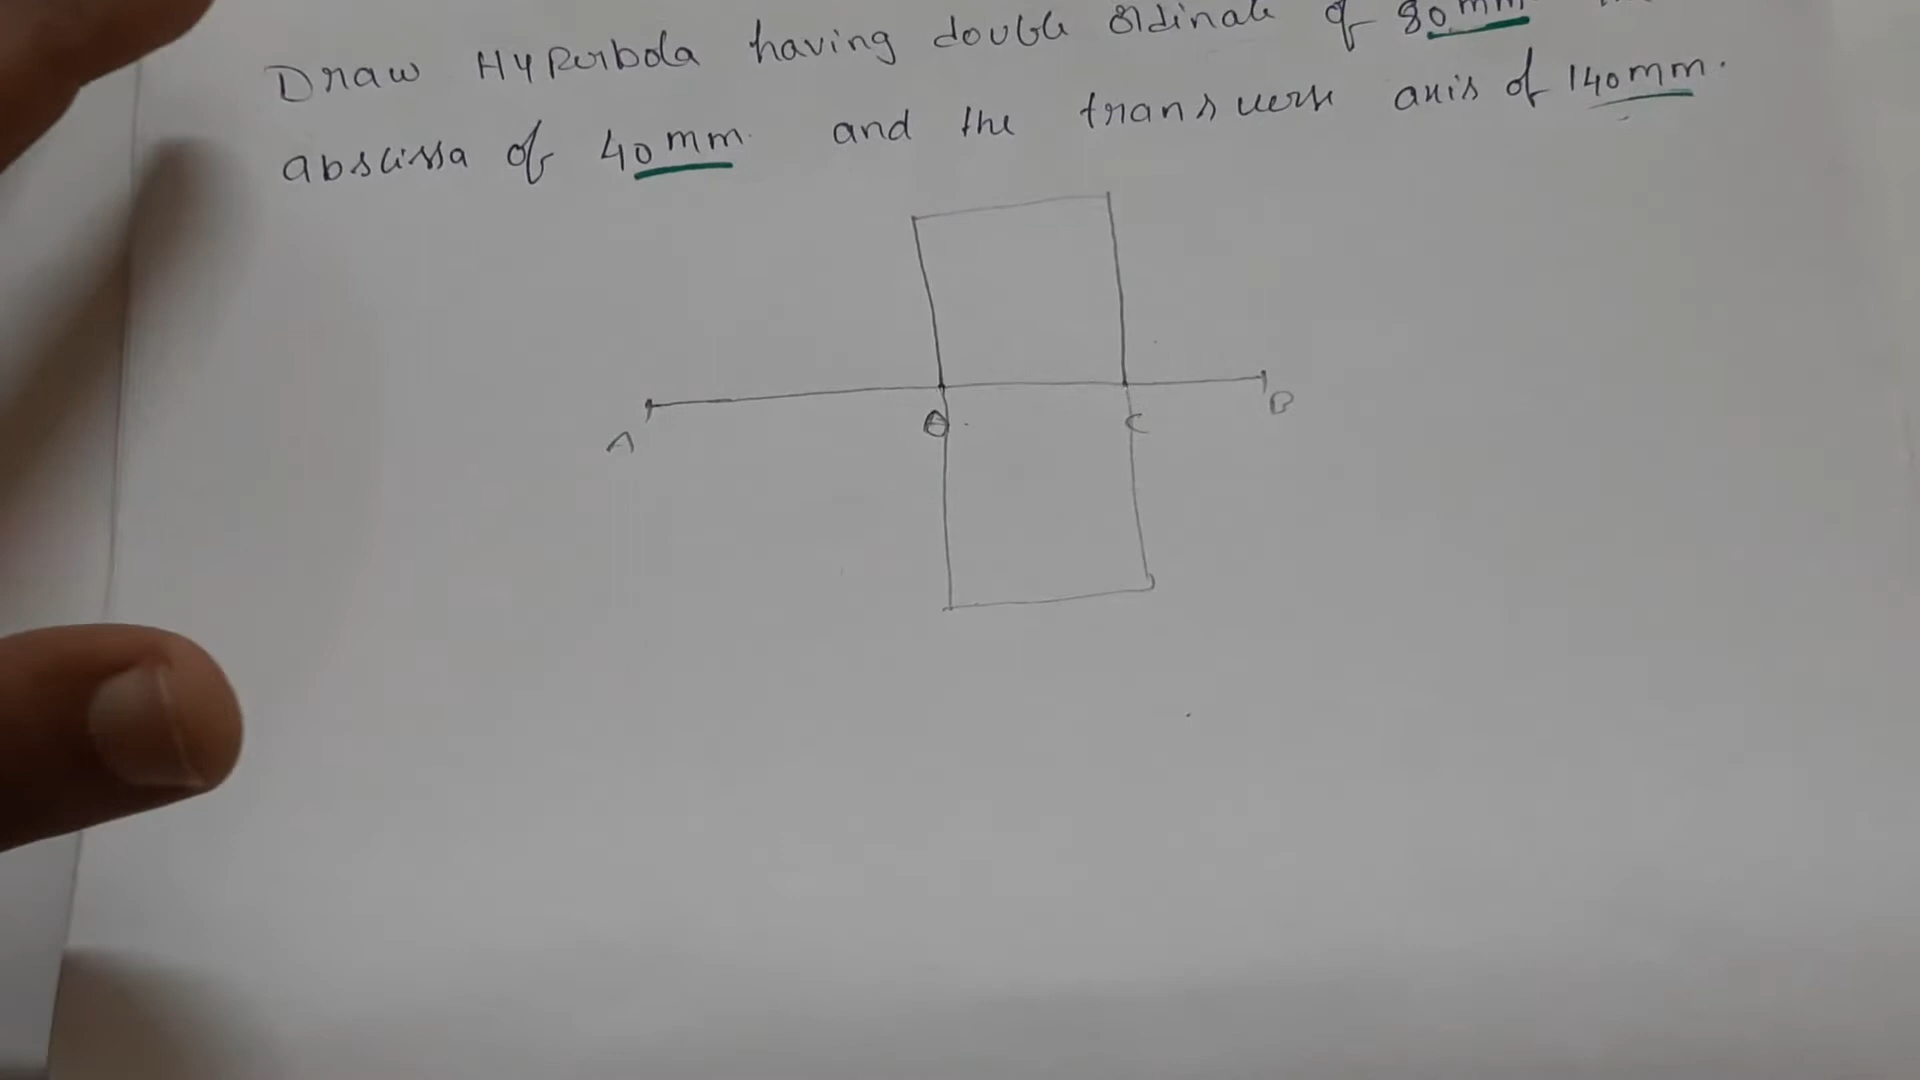 Draw Hyperbola having double ordinate of 80mm
abscissa of 40mm. and the transverse axis of 140mm.
A
O
C
B